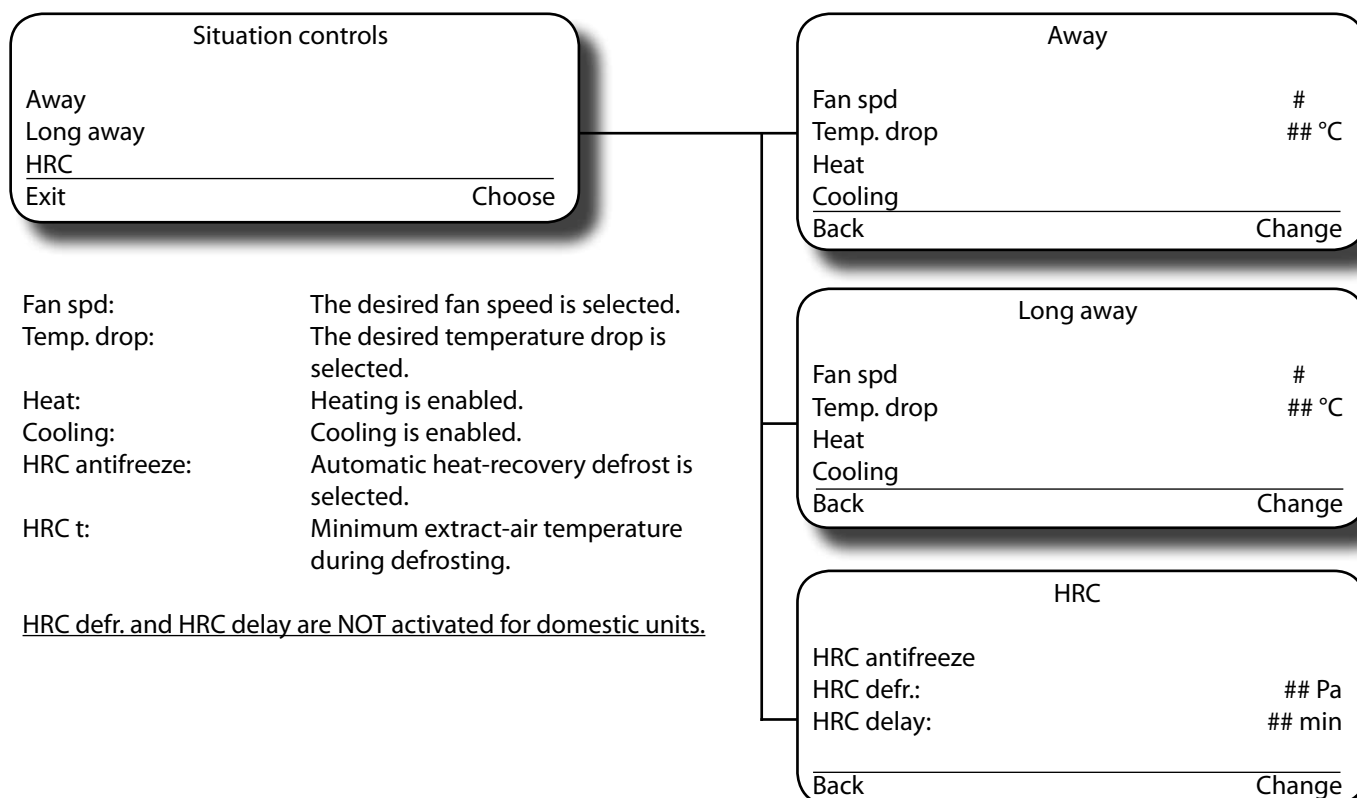 Situation controls
Away
Long away
HRC
Exit Choose
Fan spd: The desired fan speed is selected.
Temp. drop: The desired temperature drop is
selected.
Heat: Heating is enabled.
Cooling: Cooling is enabled.
HRC antifreeze: Automatic heat-recovery defrost is
selected.
HRC t: Minimum extract-air temperature
during defrosting.
HRC defr. and HRC delay are NOT activated for domestic units.
Away
Fan spd #
Temp. drop ## °C
Heat
Cooling
Back Change
Long away
Fan spd #
Temp. drop ## °C
Heat
Cooling
Back Change
HRC
HRC antifreeze
HRC defr.: ## Pa
HRC delay: ## min
Back Change